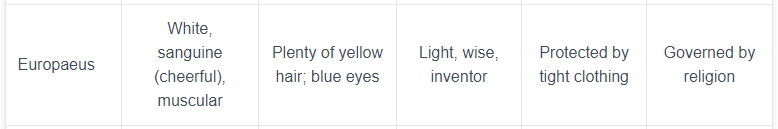 Europaeus
White,
sanguine
(cheerful),
muscular
Plenty of yellow
hair; blue eyes
Light, wise,
inventor
Protected by
tight clothing
Governed by
religion